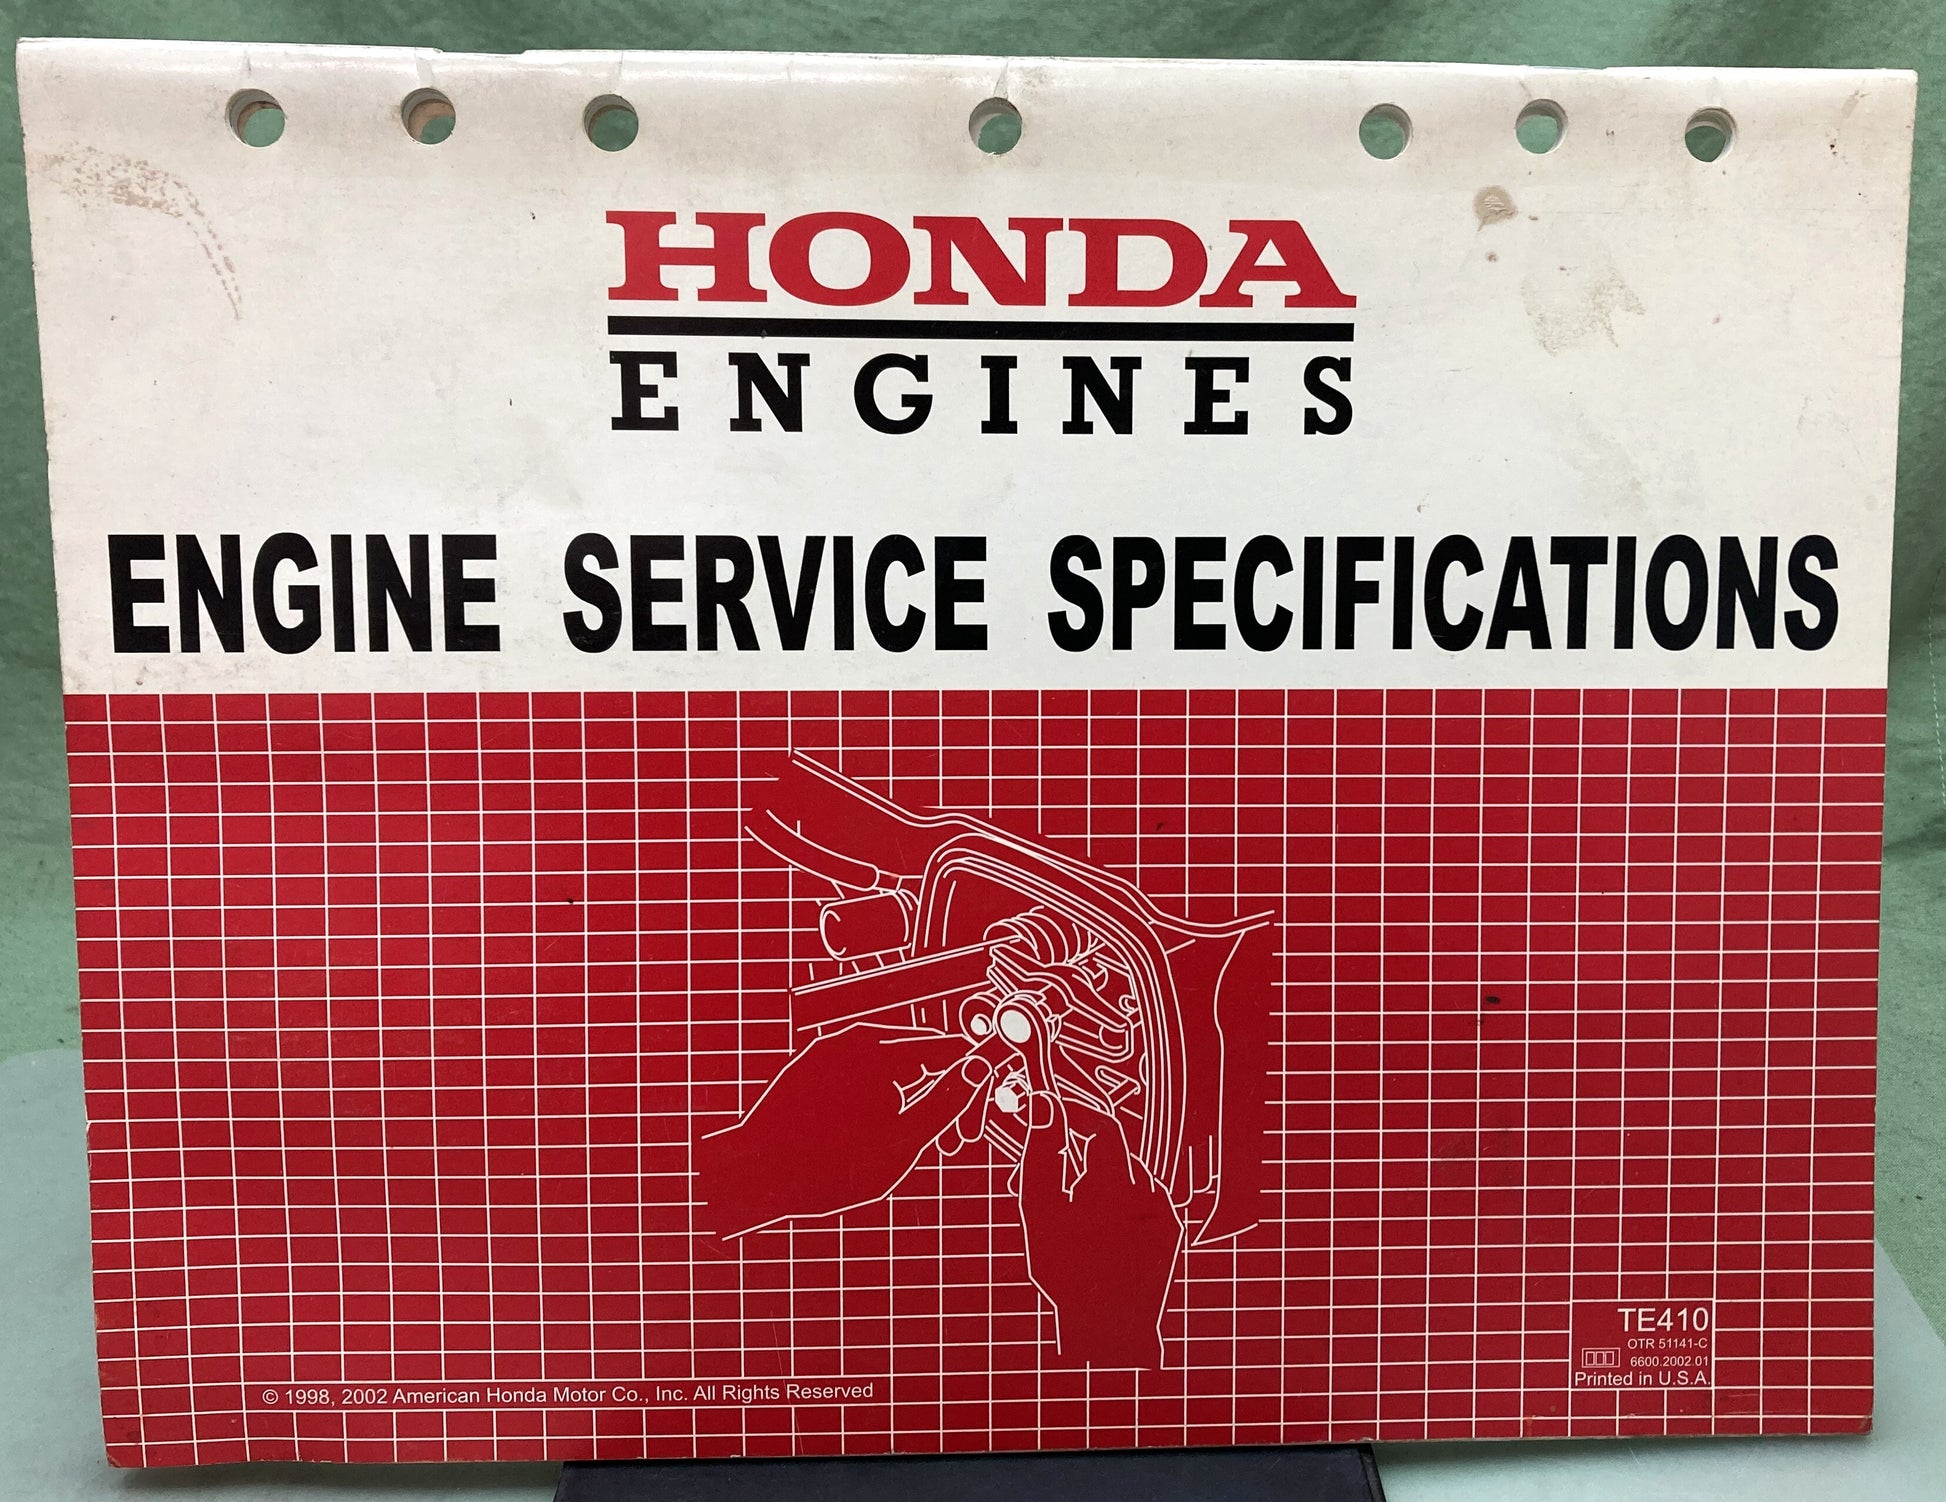 HONDA
ENGINES
ENGINE SERVICE SPECIFICATIONS
TE410
OTR 51141-C
6600.2002.01
Printed in U.S.A.
© 1998, 2002 American Honda Motor Co., Inc. All Rights Reserved